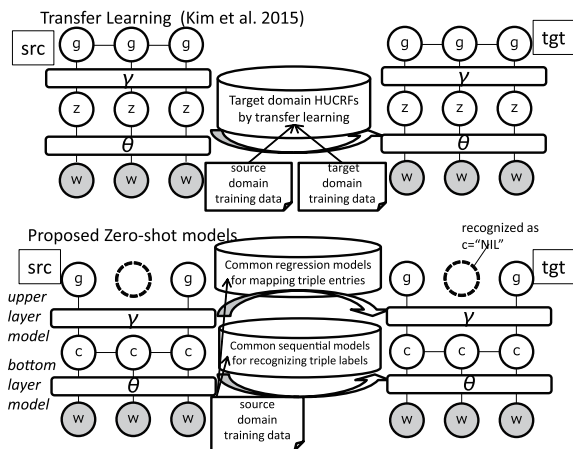 Transfer Learning (Kim et al. 2015)
src
g g g
γ
z z z
θ
w w w
Target domain HUCRFs
by transfer learning
source
domain
training data
target
domain
training data
tgt
g g g
γ
z z z
θ
w w w
Proposed Zero-shot models
src
g g
upper
layer
model
γ
c c c
bottom
layer
model
θ
w w w
Common regression models
for mapping triple entries
Common sequential models
for recognizing triple labels
source
domain
training data
recognized as
c="NIL"
tgt
g g
γ
c c c
θ
w w w